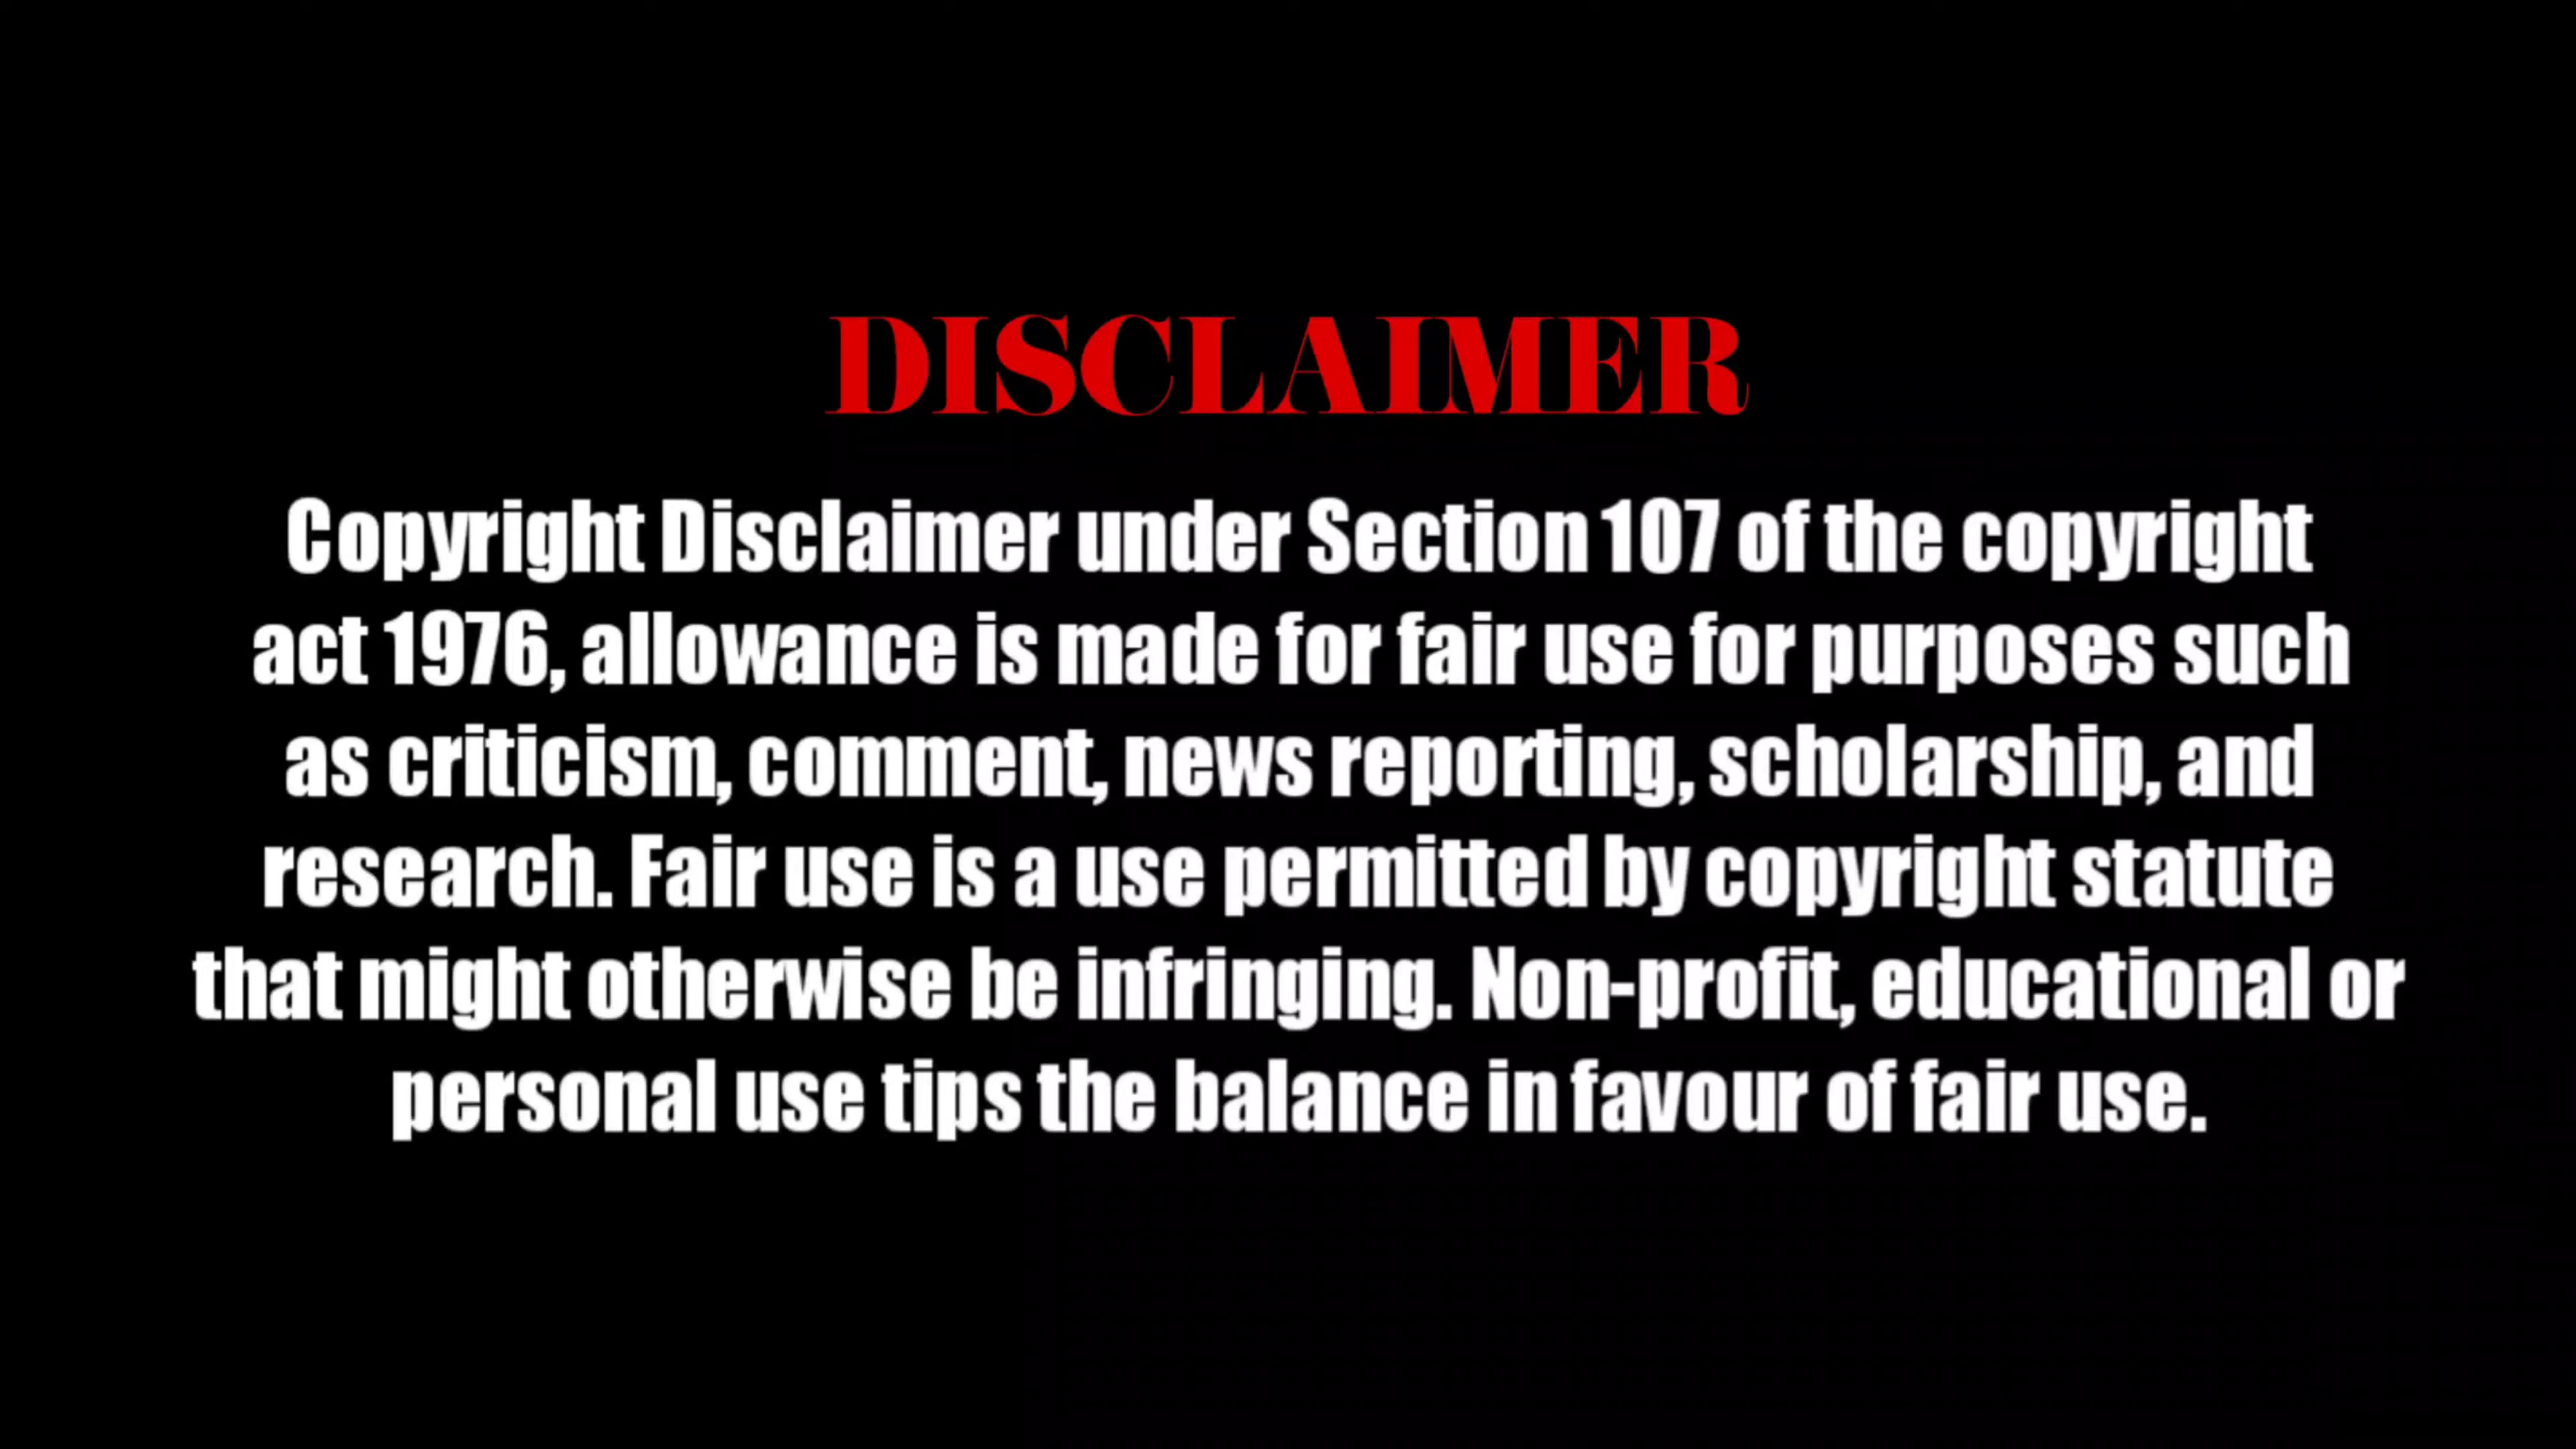 DISCLAIMER
Copyright Disclaimer under Section 107 of the copyright
act 1976, allowance is made for fair use for purposes such
as criticism, comment, news reporting, scholarship, and
research. Fair use is a use permitted by copyright statute
that might otherwise be infringing. Non-profit, educational or
personal use tips the balance in favour of fair use.